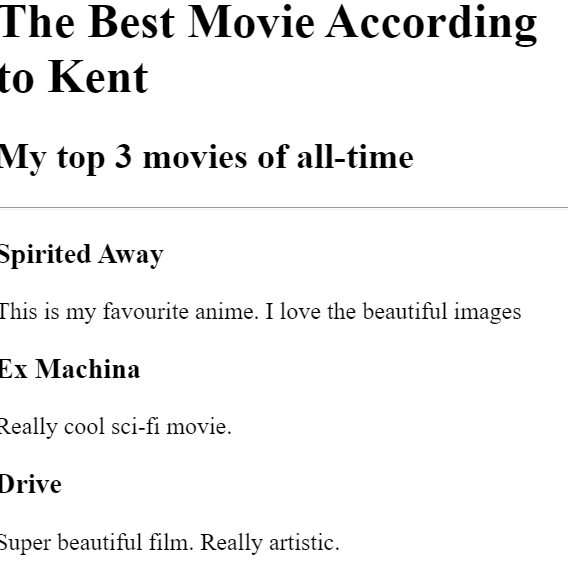 The Best Movie According
to Kent
My top 3 movies of all-time
Spirited Away
This is my favourite anime. I love the beautiful images
Ex Machina
Really cool sci-fi movie.
Drive
Super beautiful film. Really artistic.